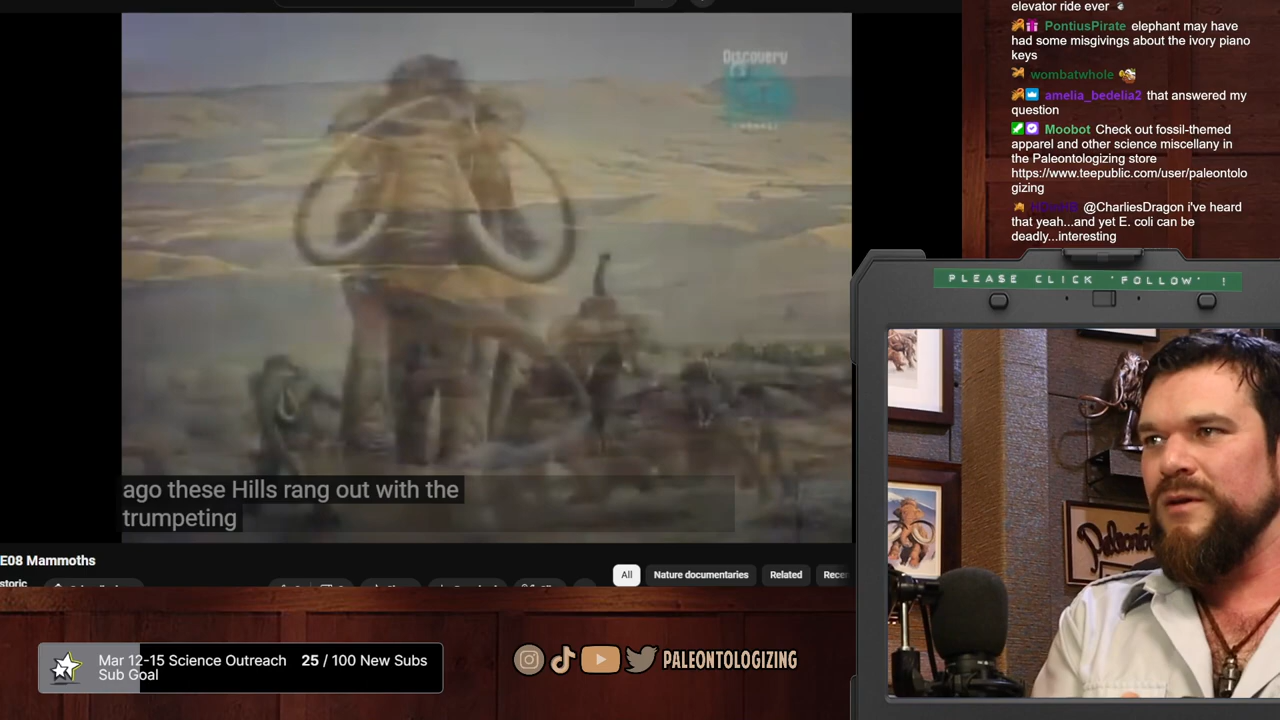 Discovery
CHANNEL
ago these Hills rang out with the
trumpeting
E08 Mammoths
storic
All
Nature documentaries
Related
Recen
Mar 12-15 Science Outreach
Sub Goal
25 / 100 New Subs
PALEONTOLOGIZING
elevator ride ever
PontiusPirate elephant may have
had some misgivings about the ivory piano
keys
wombatwhole
amelia_bedelia2 that answered my
question
Moobot Check out fossil-themed
apparel and other science miscellany in
the Paleontologizing store
https://www.teepublic.com/user/paleontolo
gizing
@CharliesDragon i've heard
that yeah...and yet E. coli can be
deadly...interesting
PLEASE CLICK 'FOLLOW' !